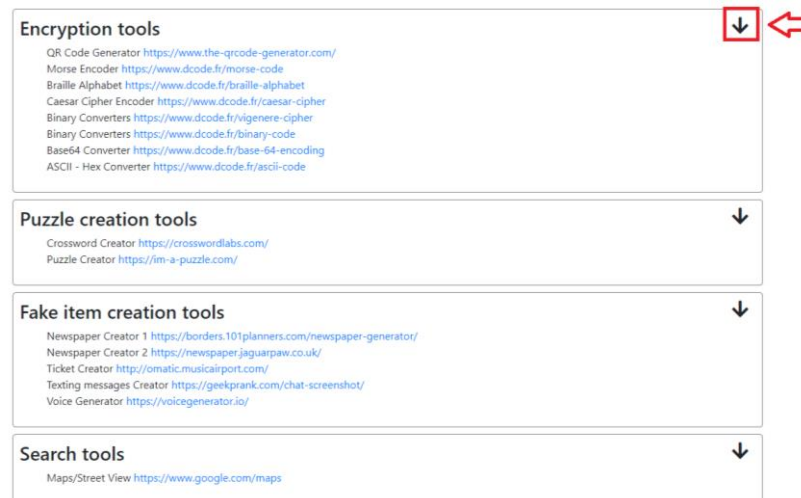 Encryption tools
QR Code Generator https://www.the-qrcode-generator.com/
Morse Encoder https://www.dcode.fr/morse-code
Braille Alphabet https://www.dcode.fr/braille-alphabet
Caesar Cipher Encoder https://www.dcode.fr/caesar-cipher
Binary Converters https://www.dcode.fr/vigenere-cipher
Binary Converters https://www.dcode.fr/binary-code
Base64 Converter https://www.dcode.fr/base-64-encoding
ASCII - Hex Converter https://www.dcode.fr/ascii-code
Puzzle creation tools
Crossword Creator https://crosswordlabs.com/
Puzzle Creator https://im-a-puzzle.com/
Fake item creation tools
Newspaper Creator 1 https://borders.101planners.com/newspaper-generator/
Newspaper Creator 2 https://newspaper.jaguarpaw.co.uk/
Ticket Creator http://omatic.musicairport.com/
Texting messages Creator https://geekprank.com/chat-screenshot/
Voice Generator https://voicegenerator.io/
Search tools
Maps/Street View https://www.google.com/maps